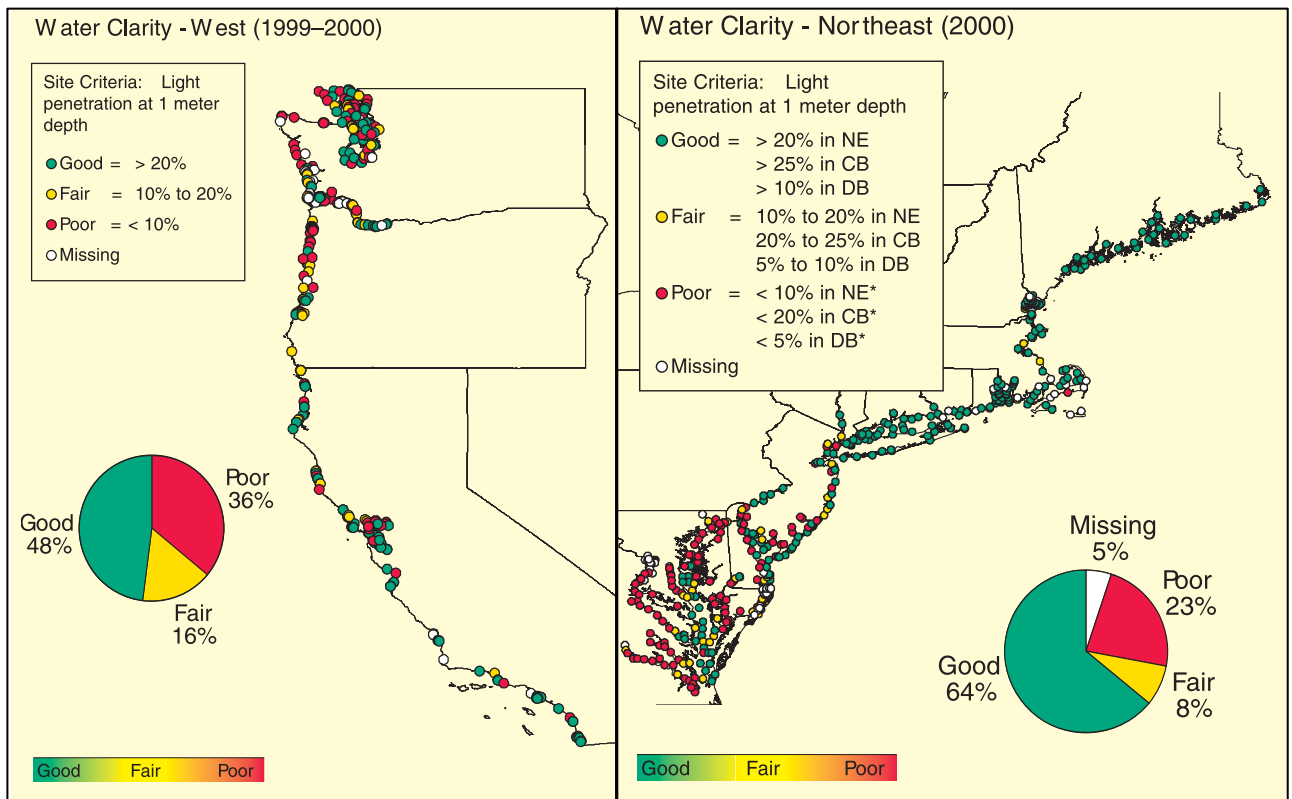 Water Clarity - West (1999–2000)
Site Criteria: Light
penetration at 1 meter
depth
Good = > 20%
Fair = 10% to 20%
Poor = < 10%
Missing
Poor
36%
Good
48%
Fair
16%
Good Fair Poor
Water Clarity - Northeast (2000)
Site Criteria: Light
penetration at 1 meter depth
Good = > 20% in NE
> 25% in CB
> 10% in DB
Fair = 10% to 20% in NE
20% to 25% in CB
5% to 10% in DB
Poor = < 10% in NE*
< 20% in CB*
< 5% in DB*
Missing
Missing
5%
Poor
23%
Good
64%
Fair
8%
Good Fair Poor